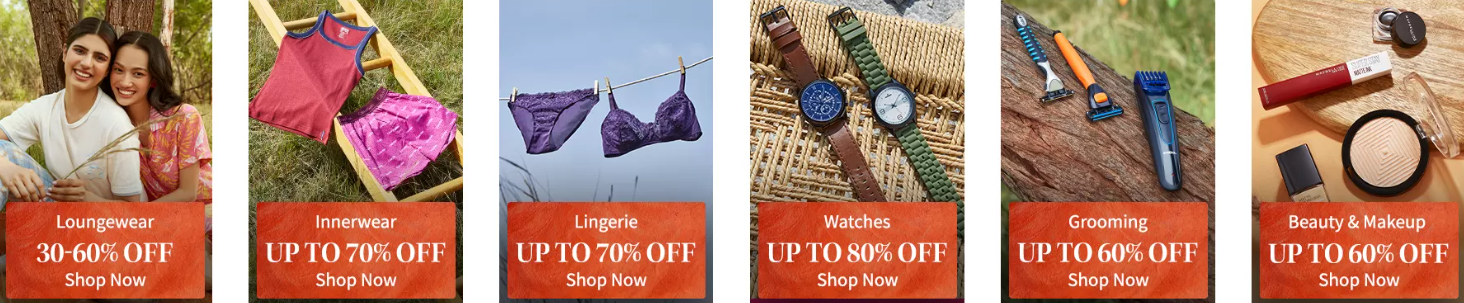 Loungewear
30-60% OFF
Shop Now
Innerwear
UP TO 70% OFF
Shop Now
Lingerie
UP TO 70% OFF
Shop Now
Watches
UP TO 80% OFF
Shop Now
Grooming
UP TO 60% OFF
Shop Now
Beauty & Makeup
UP TO 60% OFF
Shop Now